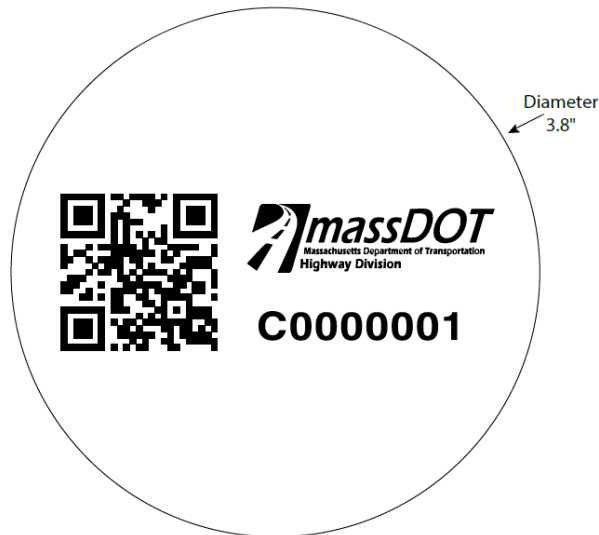 Diameter
3.8"
massDOT
Massachusetts Department of Transportation
Highway Division
C0000001